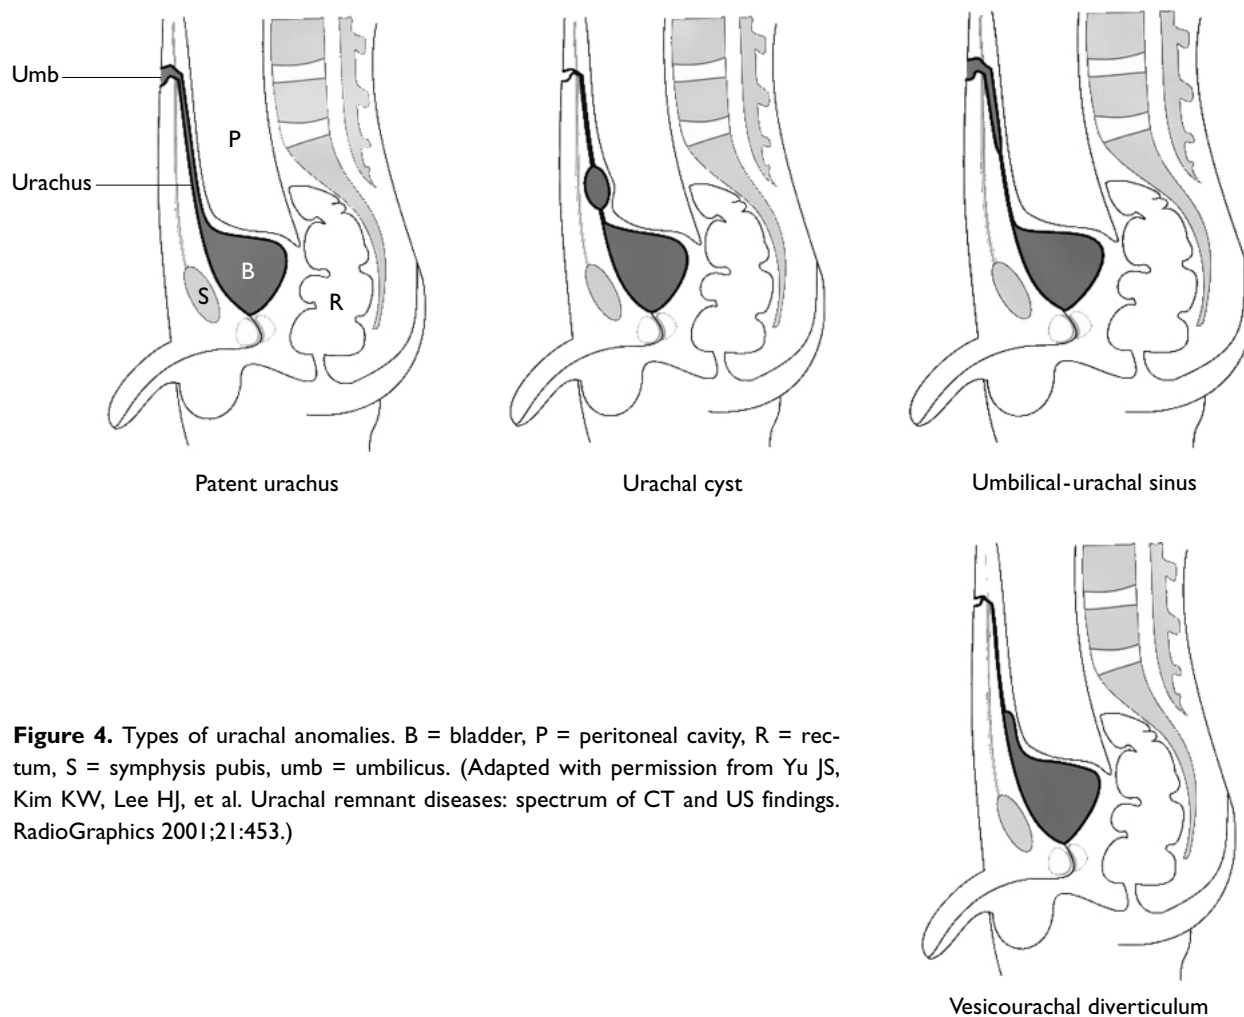 Umb
P
Urachus
B
S
R
Patent urachus
Urachal cyst
Umbilical-urachal sinus
Figure 4. Types of urachal anomalies. B = bladder, P = peritoneal cavity, R = rec-
tum, S = symphysis pubis, umb = umbilicus. (Adapted with permission from Yu JS,
Kim KW, Lee HJ, et al. Urachal remnant diseases: spectrum of CT and US findings.
RadioGraphics 2001;21:453.)
Vesicourachal diverticulum